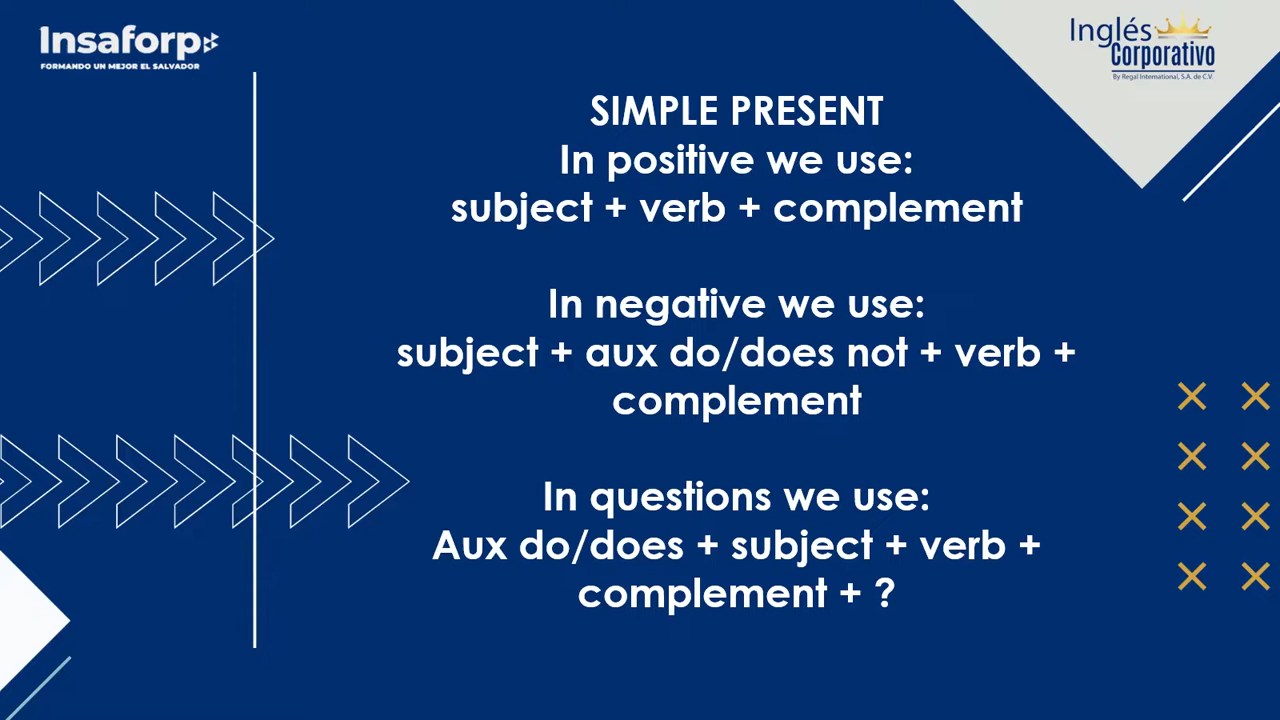 Insaforp
FORMANDO UN MEJOR EL SALVADOR
Inglés
Corporativo
By Regal International, S.A. de C.V.
SIMPLE PRESENT
In positive we use:
subject + verb + complement
In negative we use:
subject + aux do/does not + verb +
complement
In questions we use:
Aux do/does + subject + verb +
complement + ?